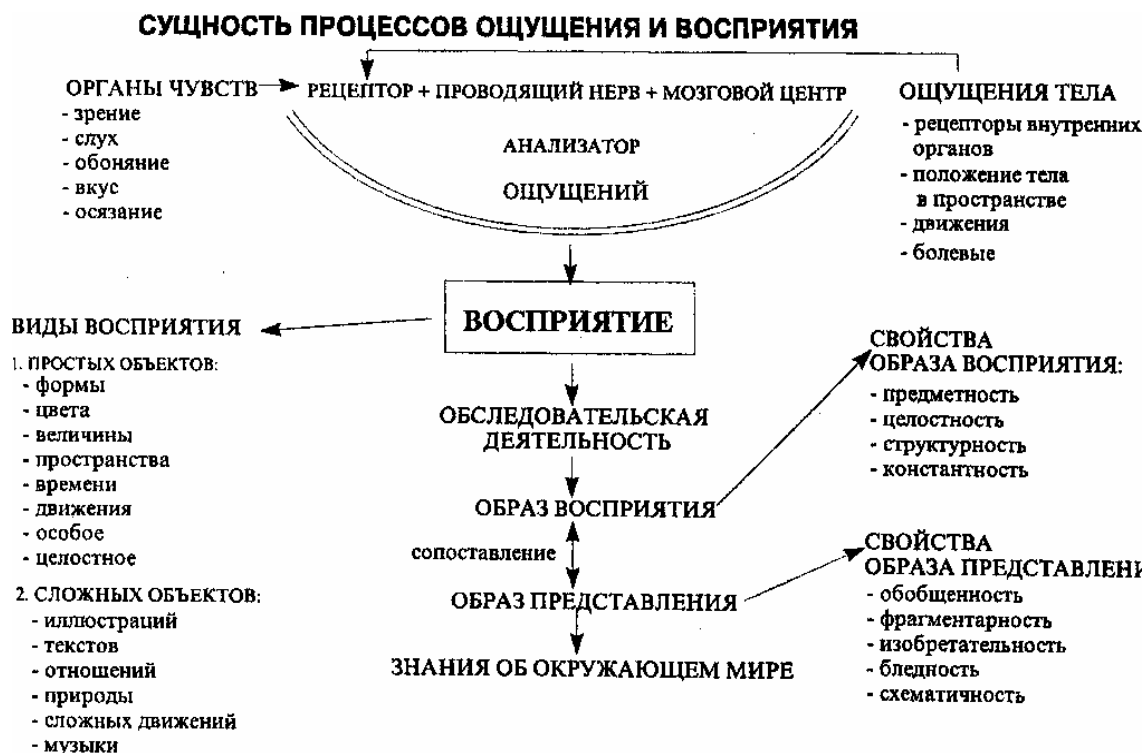 СУЩНОСТЬ ПРОЦЕССОВ ОЩУЩЕНИЯ И ВОСПРИЯТИЯ
ОРГАНЫ ЧУВСТВ
- зрение
- слух
- обоняние
- вкус
- осязание
РЕЦЕПТОР + ПРОВОДЯЩИЙ НЕРВ + МОЗГОВОЙ ЦЕНТР
АНАЛИЗАТОР
ОЩУЩЕНИЙ
ОЩУЩЕНИЯ ТЕЛА
- рецепторы внутренних
органов
- положение тела
в пространстве
- движения
- болевые
ВОСПРИЯТИЕ
ВИДЫ ВОСПРИЯТИЯ
1. ПРОСТЫХ ОБЪЕКТОВ:
- формы
- цвета
- величины
- пространства
- времени
- движения
- особое
- целостное
2. СЛОЖНЫХ ОБЪЕКТОВ:
- иллюстраций
- текстов
- отношений
- природы
- сложных движений
- музыки
ОБСЛЕДОВАТЕЛЬСКАЯ
ДЕЯТЕЛЬНОСТЬ
ОБРАЗ ВОСПРИЯТИЯ
сопоставление
ОБРАЗ ПРЕДСТАВЛЕНИЯ
ЗНАНИЯ ОБ ОКРУЖАЮЩЕМ МИРЕ
СВОЙСТВА
ОБРАЗА ВОСПРИЯТИЯ:
- предметность
- целостность
- структурность
- константность
СВОЙСТВА
ОБРАЗА ПРЕДСТАВЛЕНИ
- обобщенность
- фрагментарность
- изобретательность
- бледность
- схематичность